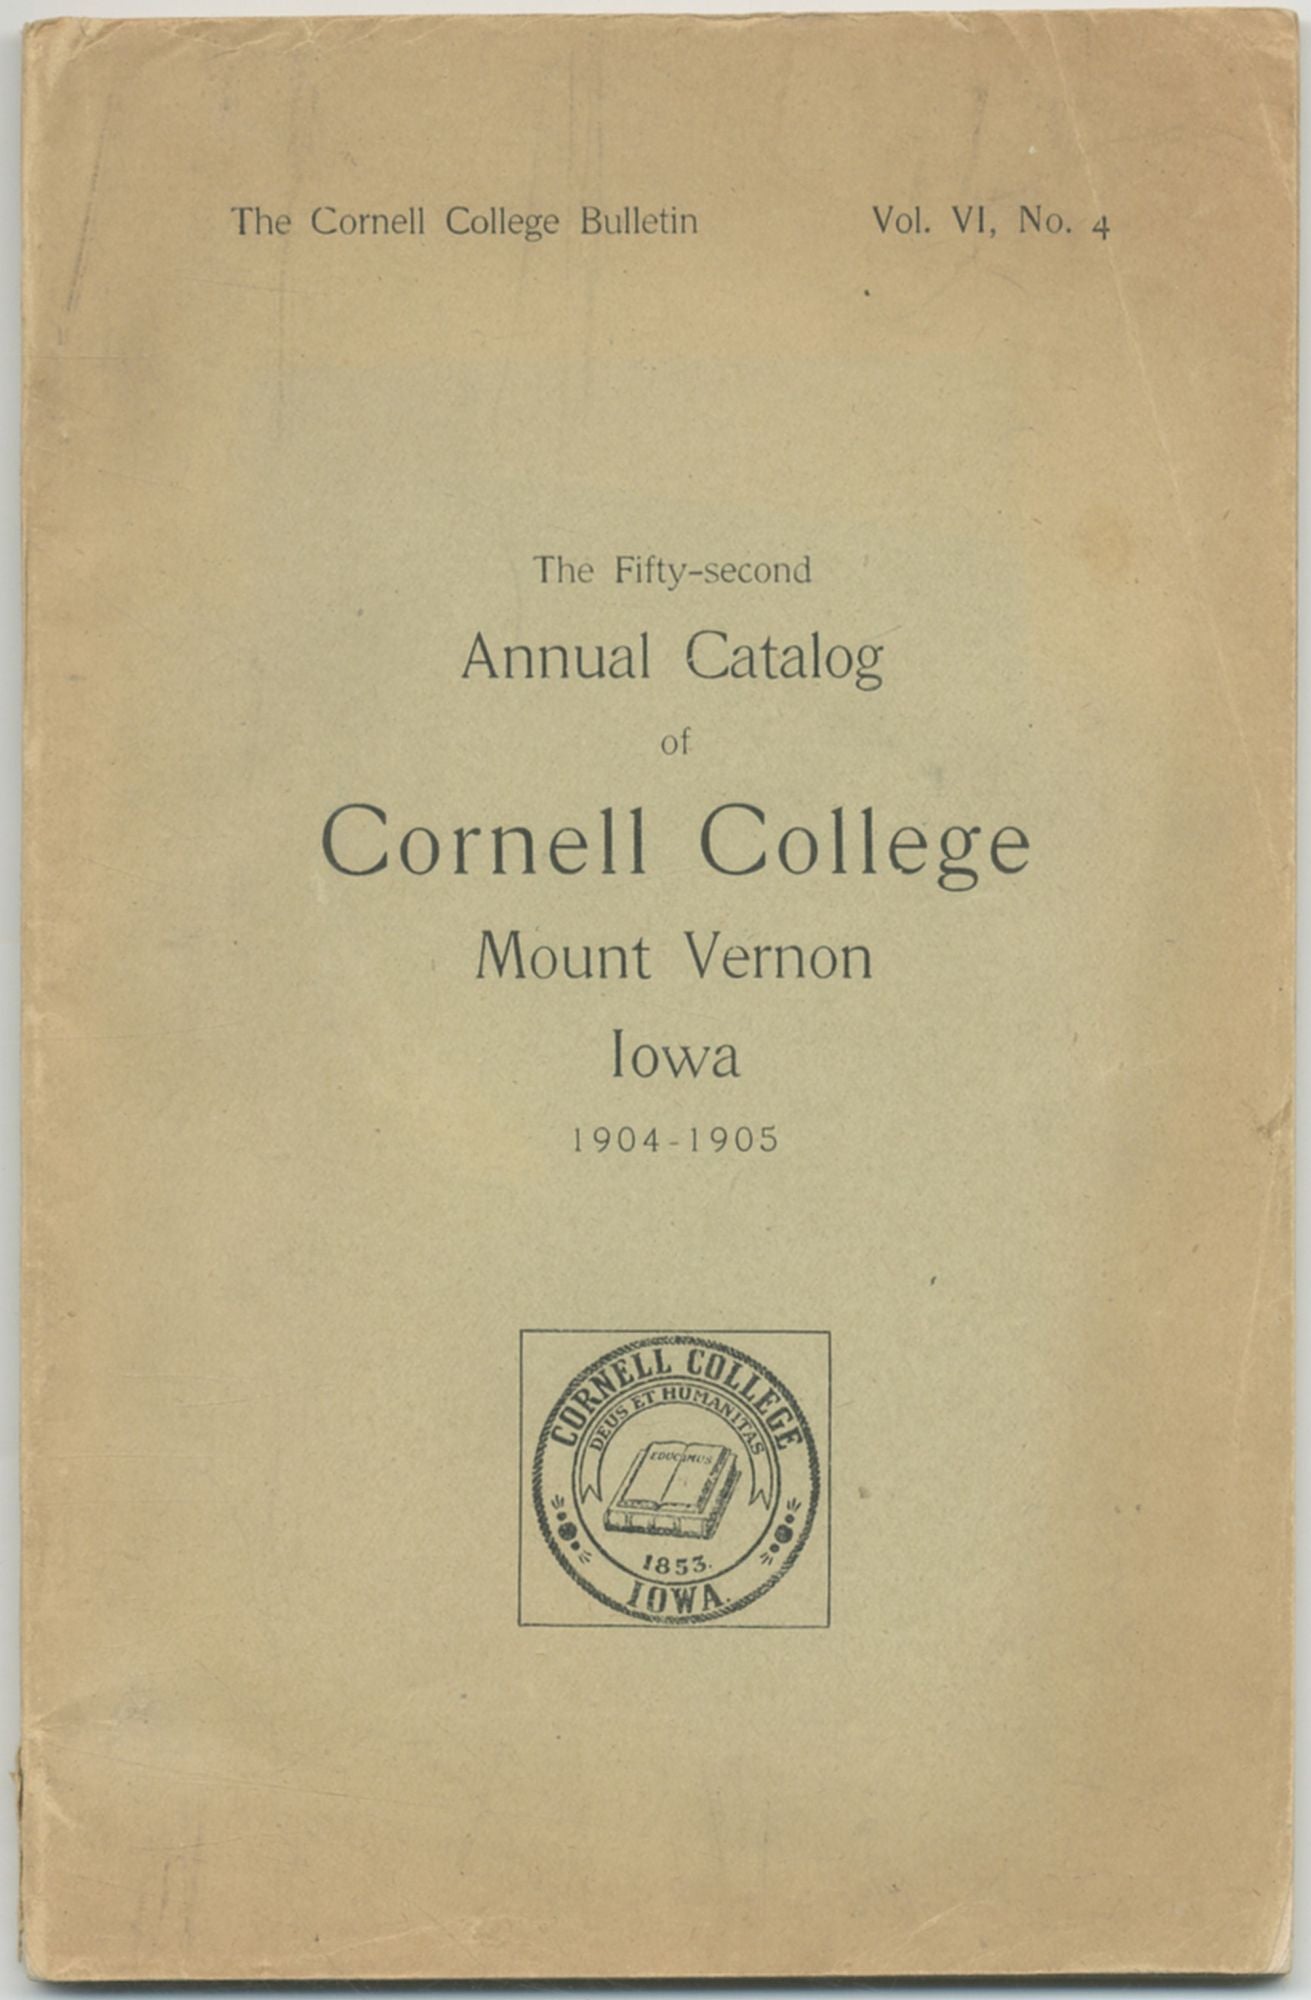 The Cornell College Bulletin Vol. VI, No. 4
The Fifty-second
Annual Catalog
of
Cornell College
Mount Vernon
Iowa
1904-1905
CORNELL COLLEGE
DEUS ET HUMANITAS
EDUCAMUS
1853.
IOWA.